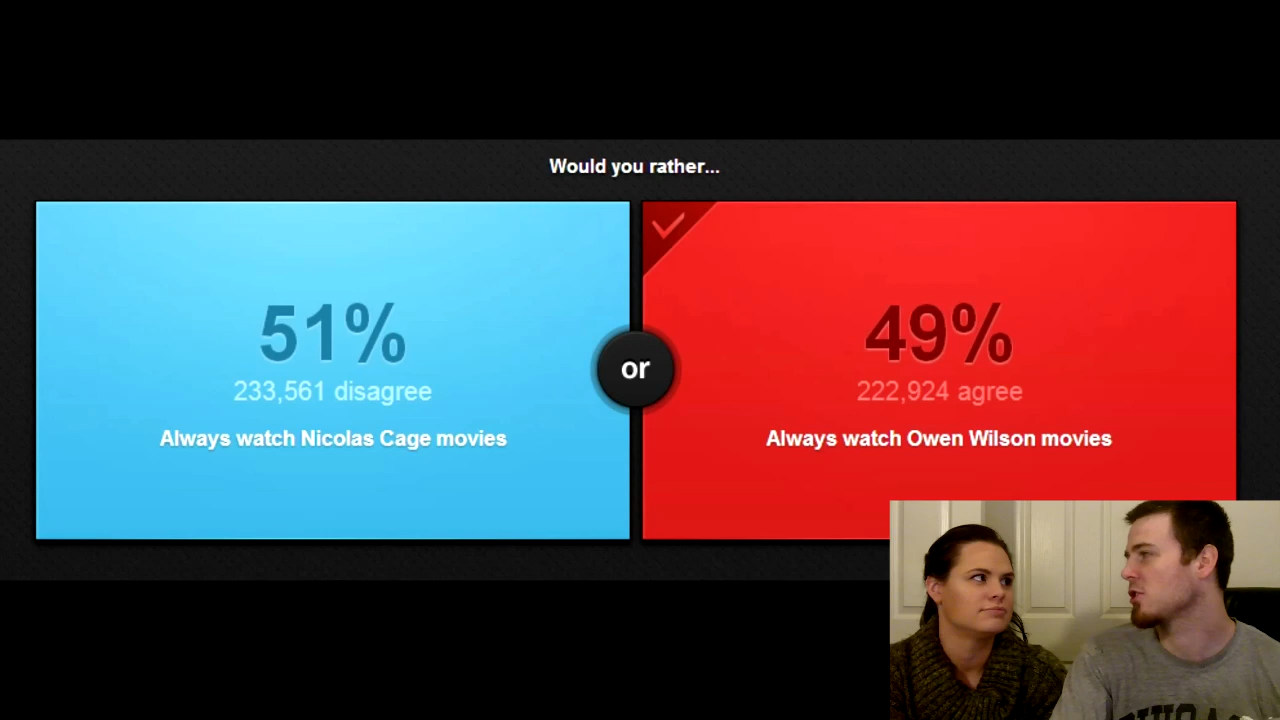 Would you rather...
51%
233,561 disagree
Always watch Nicolas Cage movies
or
49%
222,924 agree
Always watch Owen Wilson movies